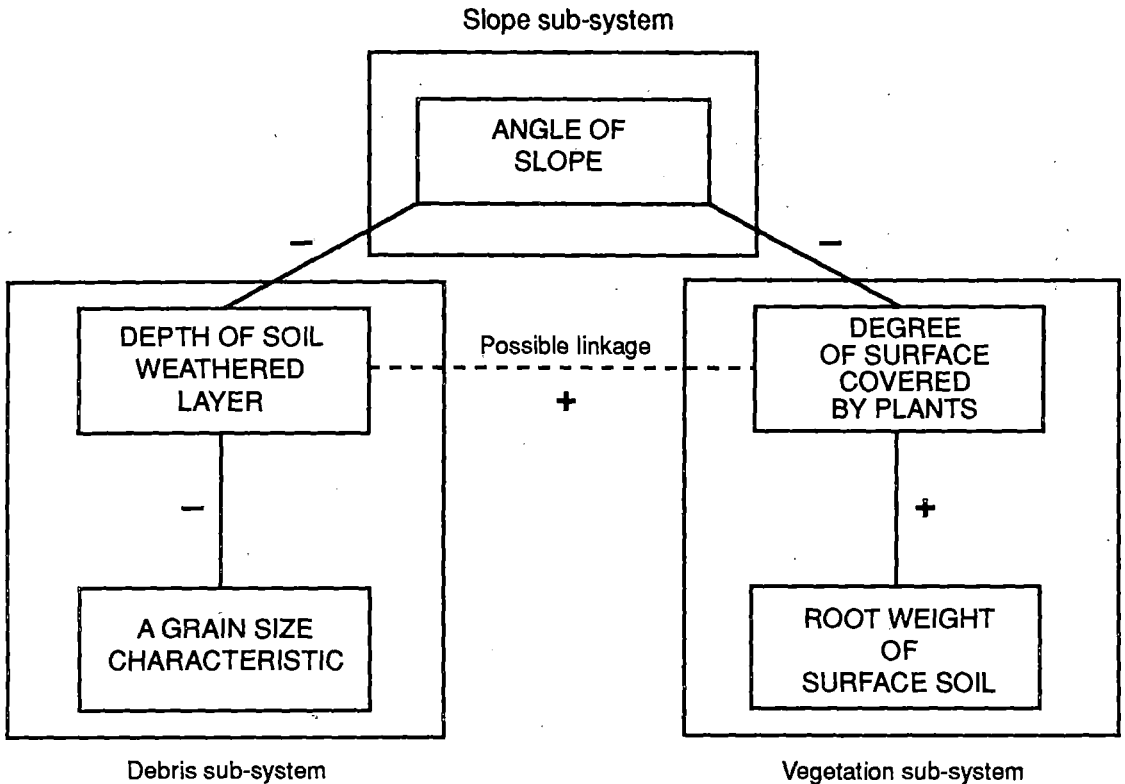 Slope sub-system
ANGLE OF
SLOPE
−
−
DEPTH OF SOIL
WEATHERED
LAYER
Possible linkage
+
DEGREE
OF SURFACE
COVERED
BY PLANTS
−
+
A GRAIN SIZE
CHARACTERISTIC
ROOT WEIGHT
OF
SURFACE SOIL
Debris sub-system
Vegetation sub-system